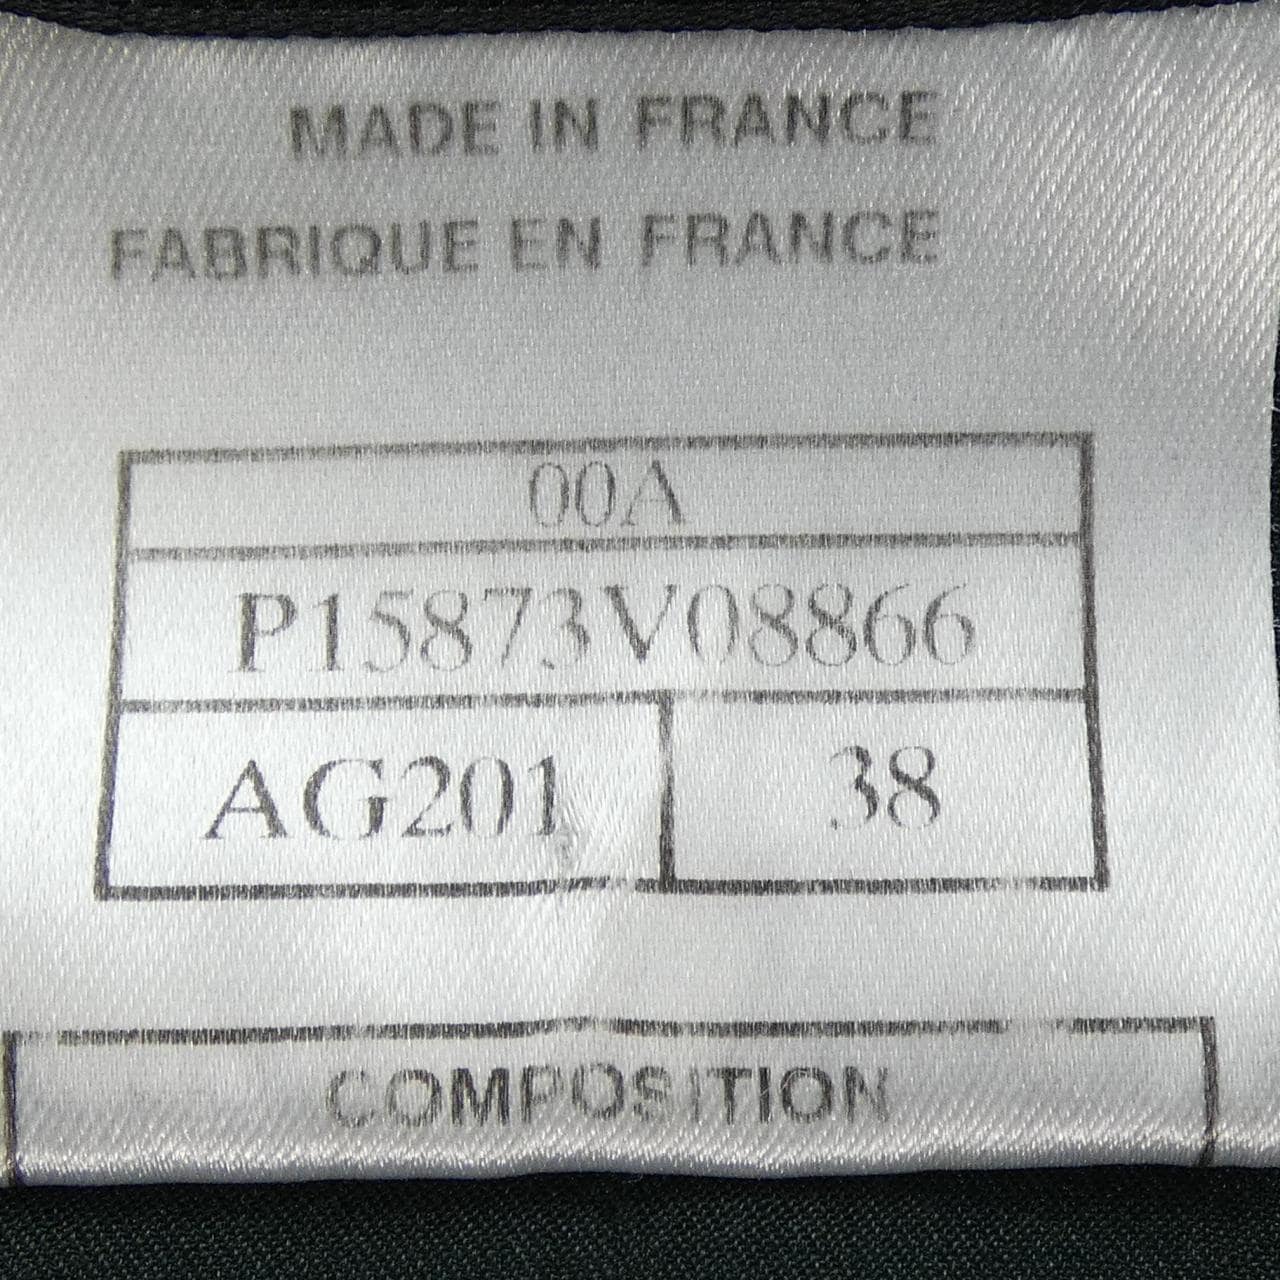 MADE IN FRANCE
FABRIQUE EN FRANCE
00A
P15873V08866
AG201 38
COMPOSITION